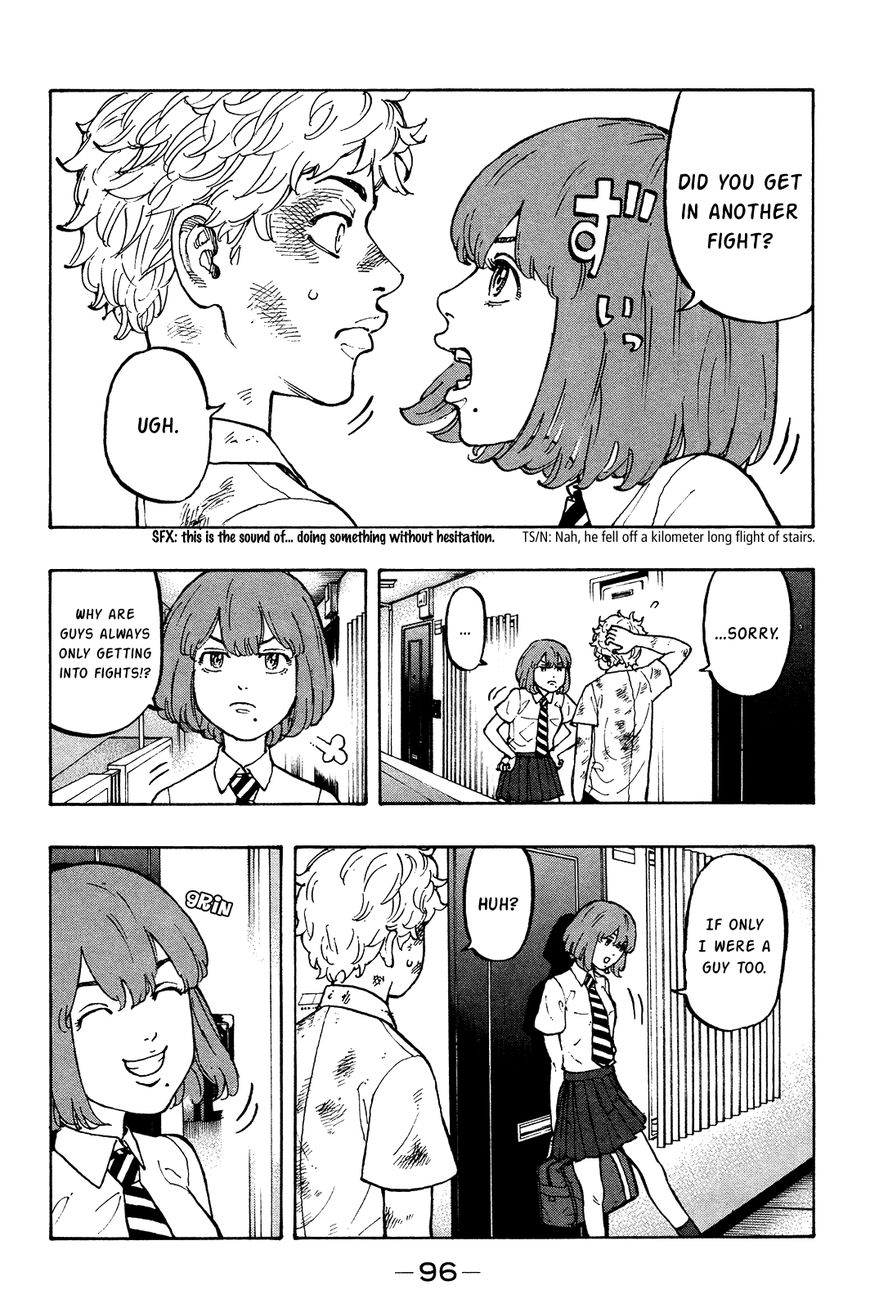 DID YOU GET
IN ANOTHER
FIGHT?
ずいっ
UGH.
SFX: this is the sound of... doing something without hesitation.
TS/N: Nah, he fell off a kilometer long flight of stairs.
...SORRY.
...
WHY ARE
GUYS ALWAYS
ONLY GETTING
INTO FIGHTS!?
IF ONLY
I WERE A
GUY TOO.
HUH?
GRIN
—96—